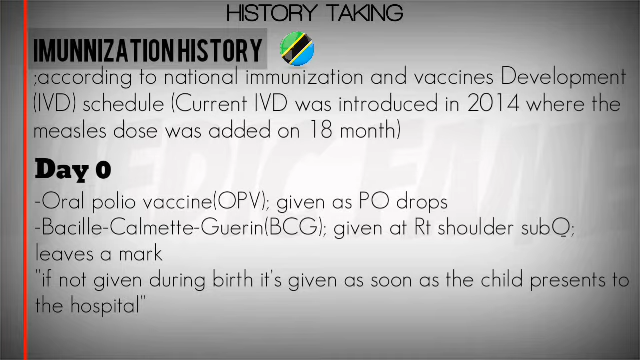 HISTORY TAKING
IMUNNIZATION HISTORY
;according to national immunization and vaccines Development
(IVD) schedule (Current IVD was introduced in 2014 where the
measles dose was added on 18 month)
Day 0
-Oral polio vaccine(OPV); given as PO drops
-Bacille-Calmette-Guerin(BCG); given at Rt shoulder subQ;
leaves a mark
"if not given during birth it's given as soon as the child presents to
the hospital"